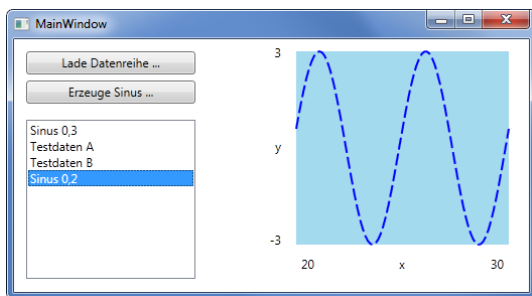 MainWindow
Lade Datenreihe ...
Erzeuge Sinus ...
Sinus 0,3
Testdaten A
Testdaten B
Sinus 0,2
3
y
-3
20 x 30